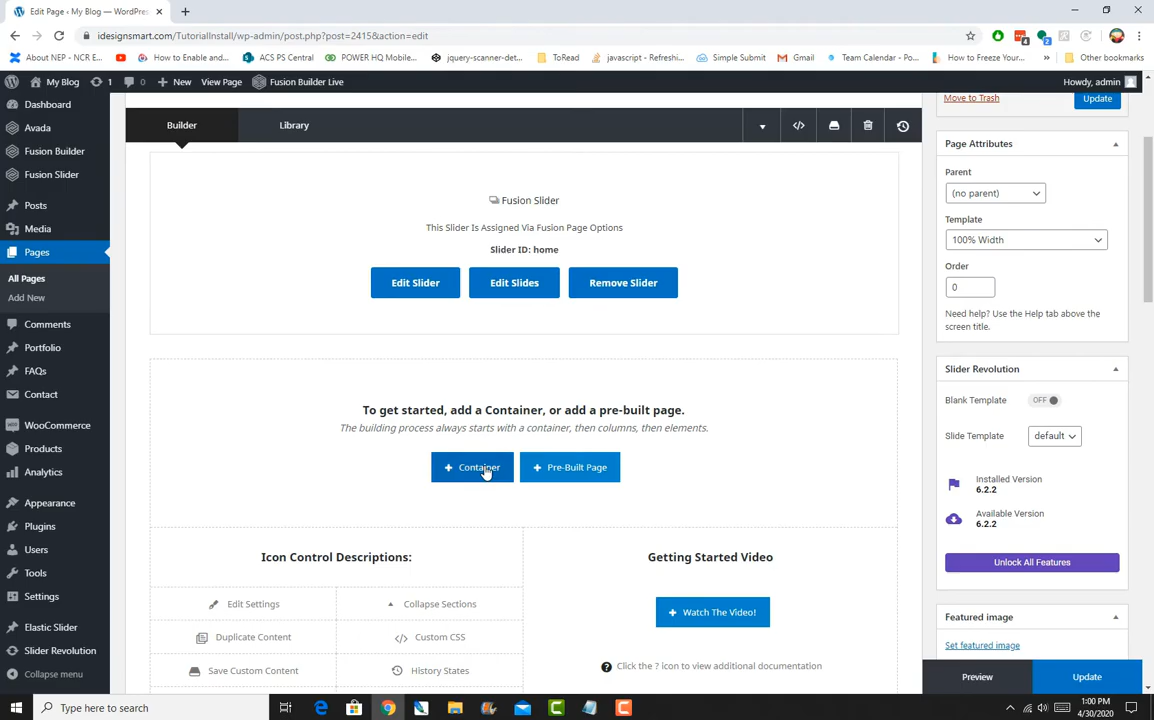 Edit Page ‹ My Blog — WordPres
idesignsmart.com/TutorialInstall/wp-admin/post.php?post=2415&action=edit
About NEP - NCR E...
How to Enable and...
ACS PS Central
POWER HQ Mobile...
jquery-scanner-det...
ToRead
javascript - Refreshi...
Simple Submit
Gmail
Team Calendar - Po...
How to Freeze Your...
»
Other bookmarks
My Blog
1
0
New
View Page
Fusion Builder Live
Howdy, admin
Dashboard
Avada
Fusion Builder
Fusion Slider
Posts
Media
Pages
All Pages
Add New
Comments
Portfolio
FAQs
Contact
WooCommerce
Products
Analytics
Appearance
Plugins
Users
Tools
Settings
Elastic Slider
Slider Revolution
Collapse menu
Builder
Library
Fusion Slider
This Slider Is Assigned Via Fusion Page Options
Slider ID: home
Edit Slider
Edit Slides
Remove Slider
To get started, add a Container, or add a pre-built page.
The building process always starts with a container, then columns, then elements.
+ Container
+ Pre-Built Page
Icon Control Descriptions:
Edit Settings
Collapse Sections
Duplicate Content
Custom CSS
Save Custom Content
History States
Getting Started Video
+ Watch The Video!
Click the ? icon to view additional documentation
Move to Trash
Update
Page Attributes
Parent
(no parent)
Template
100% Width
Order
0
Need help? Use the Help tab above the
screen title.
Slider Revolution
Blank Template
OFF
Slide Template
default
Installed Version
6.2.2
Available Version
6.2.2
Unlock All Features
Featured image
Set featured image
Preview
Update
Type here to search
1:00 PM
4/30/2020